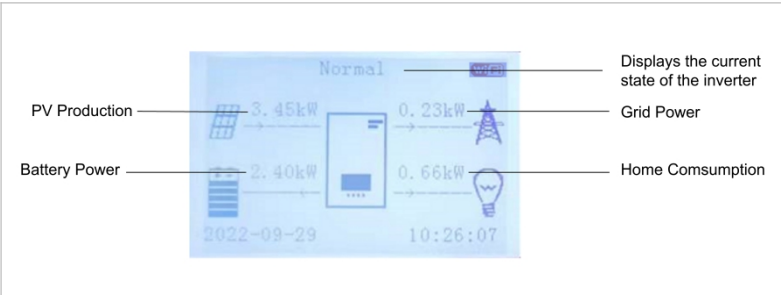 Normal
WIFI
Displays the current
state of the inverter
PV Production
3.45kW
0.23kW
Grid Power
Battery Power
2.40kW
0.66kW
Home Comsumption
2022-09-29
10:26:07